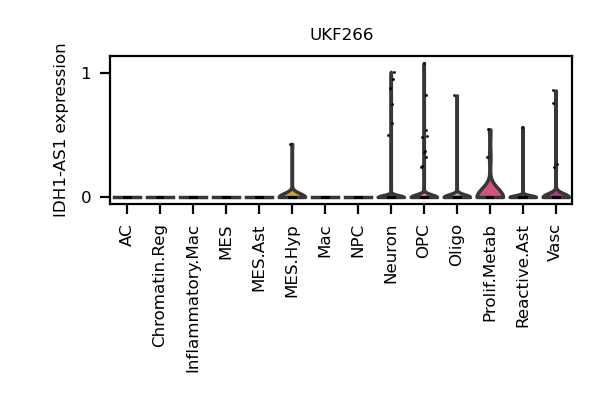 UKF266
IDH1-AS1 expression
1
0
AC
Chromatin.Reg
Inflammatory.Mac
MES
MES.Ast
MES.Hyp
Mac
NPC
Neuron
OPC
Oligo
Prolif.Metab
Reactive.Ast
Vasc